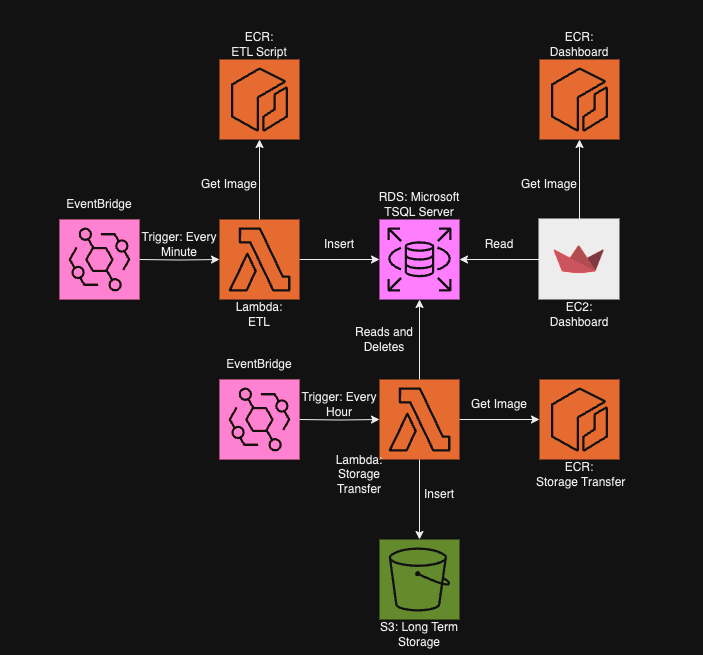 ECR:
ETL Script
ECR:
Dashboard
Get Image
Get Image
EventBridge
RDS: Microsoft
TSQL Server
Trigger: Every
Minute
Insert
Read
Lambda:
ETL
EC2:
Dashboard
Reads and
Deletes
EventBridge
Trigger: Every
Hour
Get Image
Lambda:
Storage
Transfer
ECR:
Storage Transfer
Insert
S3: Long Term
Storage